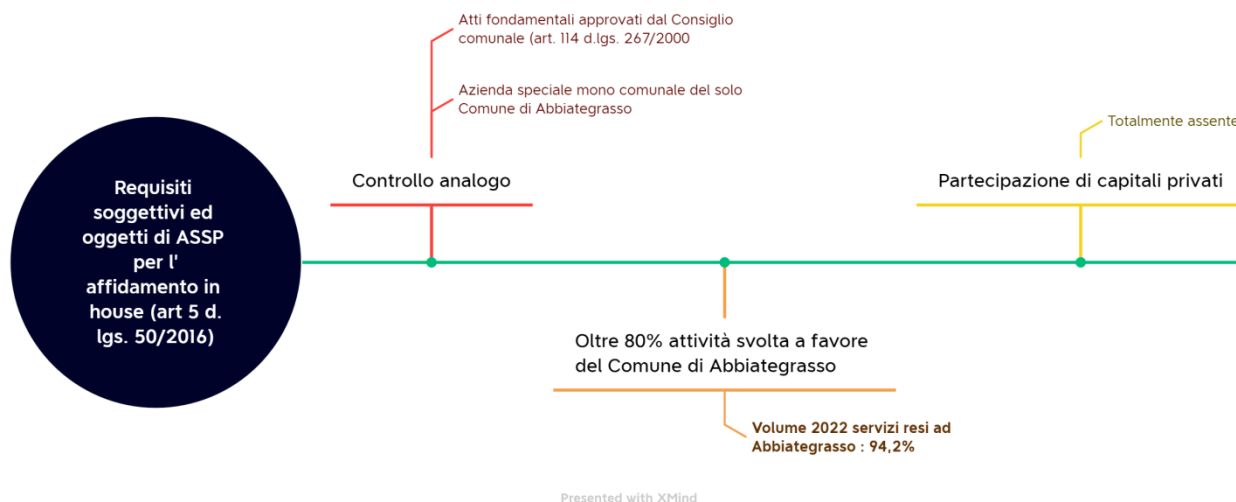 Requisiti
soggettivi ed
oggetti di ASSP
per l'
affidamento in
house (art 5 d.
lgs. 50/2016)
Atti fondamentali approvati dal Consiglio
comunale (art. 114 d.lgs. 267/2000
Azienda speciale mono comunale del solo
Comune di Abbiategrasso
Controllo analogo
Oltre 80% attività svolta a favore
del Comune di Abbiategrasso
Volume 2022 servizi resi ad
Abbiategrasso : 94,2%
Totalmente assente
Partecipazione di capitali privati
Presented with XMind